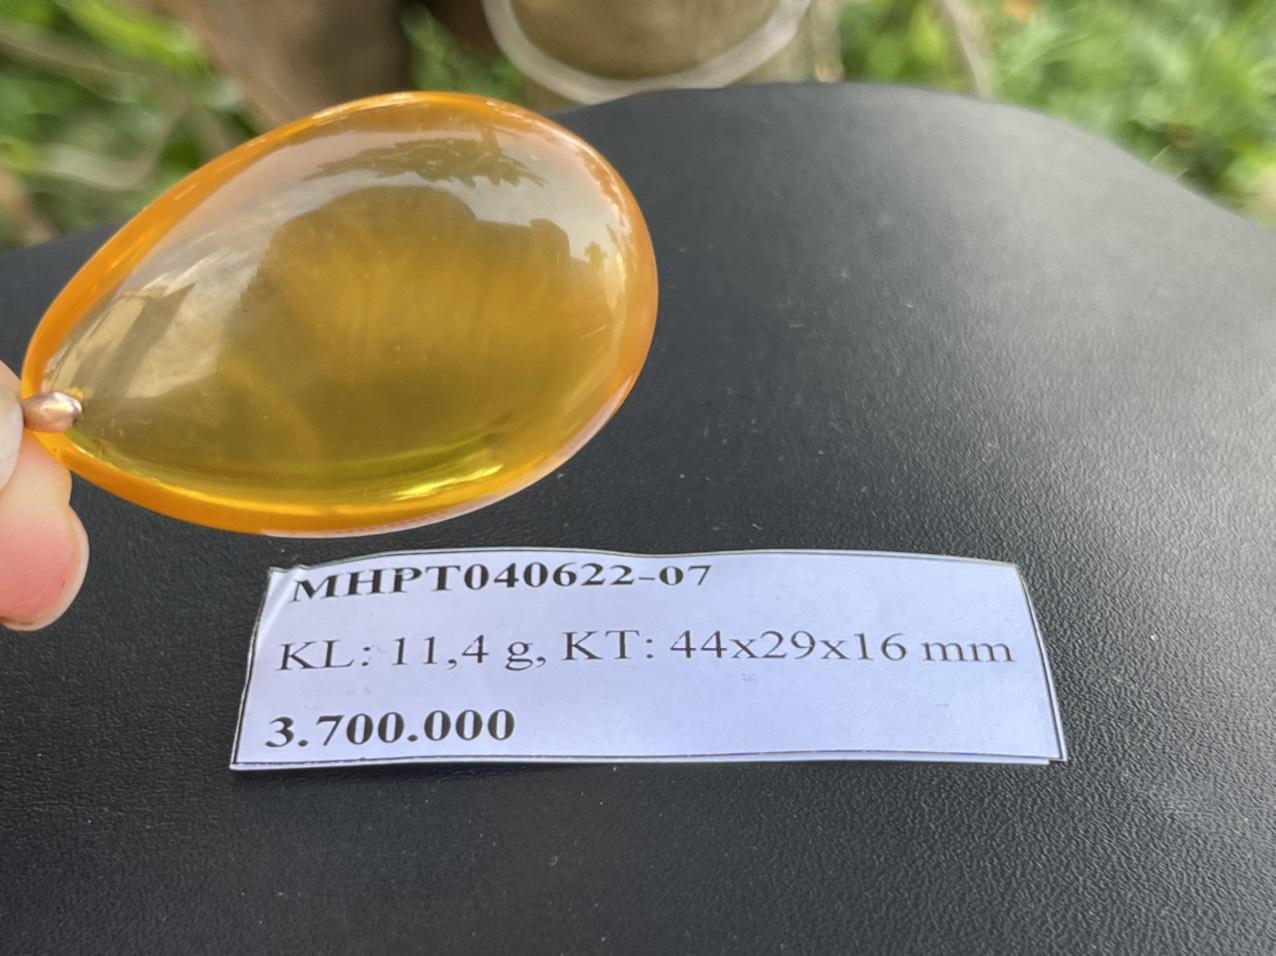 MHPT040622-07
KL: 11,4 g, KT: 44x29x16 mm
3.700.000